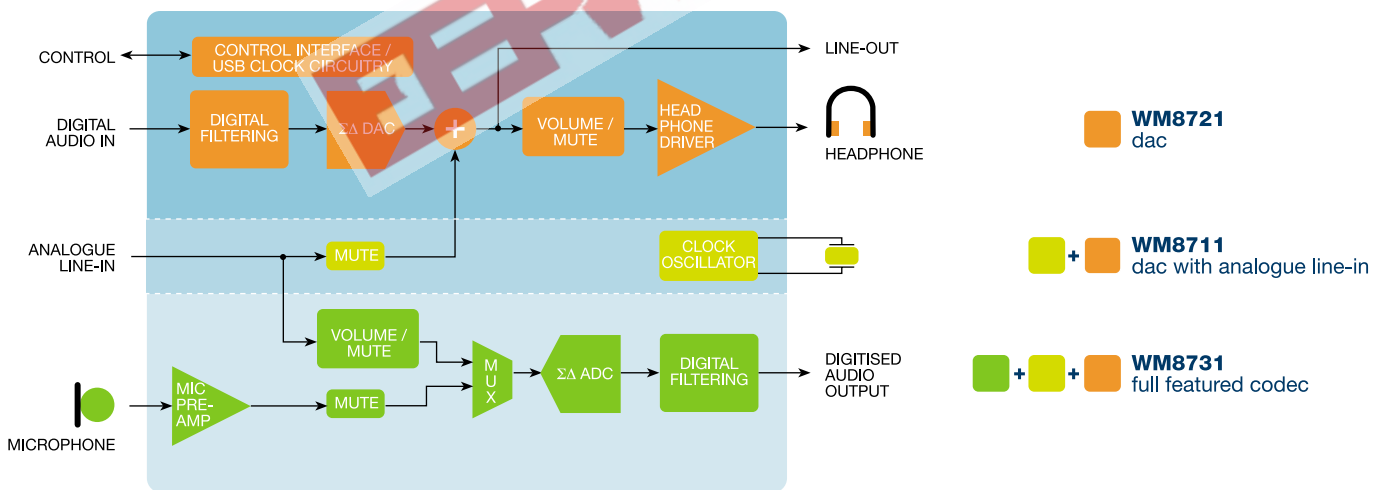 CONTROL
CONTROL INTERFACE /
USB CLOCK CIRCUITRY
LINE-OUT
DIGITAL
AUDIO IN
DIGITAL
FILTERING
ΣΔ DAC
+
VOLUME /
MUTE
HEAD
PHONE
DRIVER
HEADPHONE
WM8721
dac
ANALOGUE
LINE-IN
MUTE
CLOCK
OSCILLATOR
+
WM8711
dac with analogue line-in
VOLUME /
MUTE
MUX
ΣΔ ADC
DIGITAL
FILTERING
DIGITISED
AUDIO
OUTPUT
+ +
WM8731
full featured codec
MICROPHONE
MIC
PRE-
AMP
MUTE